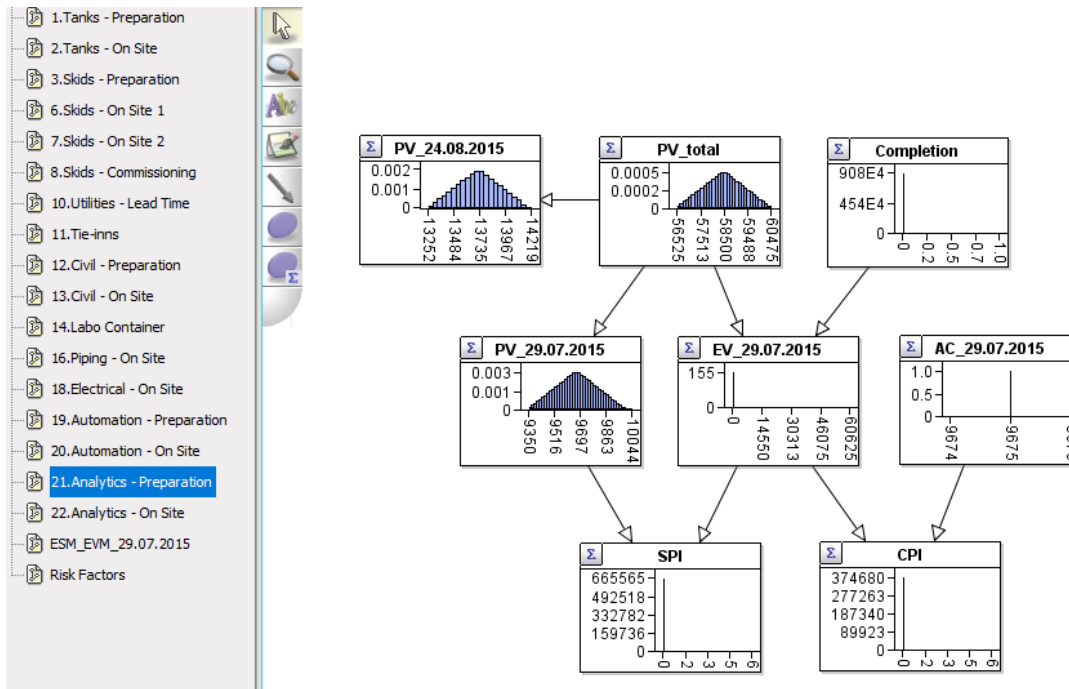 1.Tanks - Preparation
2.Tanks - On Site
3.Skids - Preparation
6.Skids - On Site 1
7.Skids - On Site 2
8.Skids - Commissioning
10.Utilities - Lead Time
11.Tie-inns
12.Civil - Preparation
13.Civil - On Site
14.Labo Container
16.Piping - On Site
18.Electrical - On Site
19.Automation - Preparation
20.Automation - On Site
21.Analytics - Preparation
22.Analytics - On Site
ESM_EVM_29.07.2015
Risk Factors
Abc
Σ
Σ PV_24.08.2015
0.002
0.001
0
13252 13484 13735 13967 14219
Σ PV_total
0.0005
0.0002
0
56525 57513 58500 59488 60475
Σ Completion
908E4
454E4
0
0 0.2 0.5 0.7 1.0
Σ PV_29.07.2015
0.003
0.001
0
9350 9516 9697 9863 10044
Σ EV_29.07.2015
155
0
0 14550 30313 46075 60625
Σ AC_29.07.2015
1.0
0.5
0
9674 9675
Σ SPI
665565
492518
332782
159736
0
0 2 3 5 6
Σ CPI
374680
277263
187340
89923
0
0 2 3 5 6